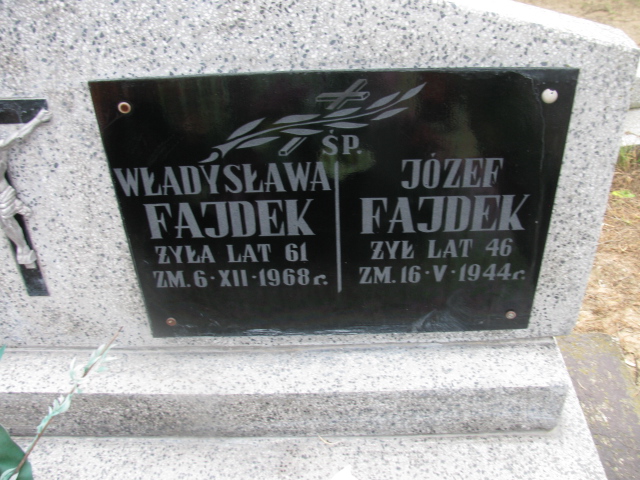 ŚP.
WŁADYSŁAWA
FAJDEK
ŻYŁA LAT 61
ZM. 6·XII·1968 r.
JÓZEF
FAJDEK
ŻYŁ LAT 46
ZM. 16·V·1944 r.